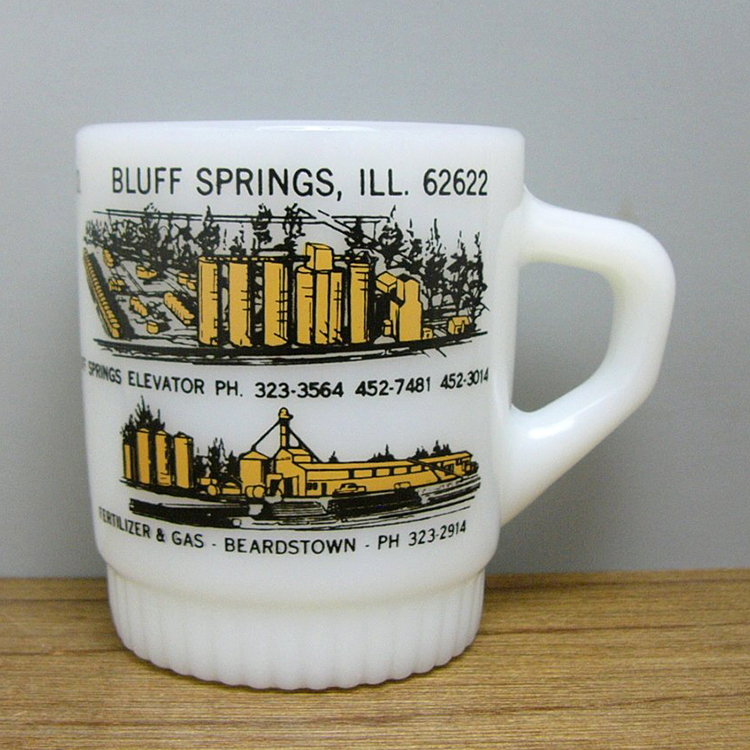 BLUFF SPRINGS, ILL. 62622
SPRINGS ELEVATOR PH. 323-3564 452-7481 452-3014
FERTILIZER & GAS - BEARDSTOWN - PH 323-2914